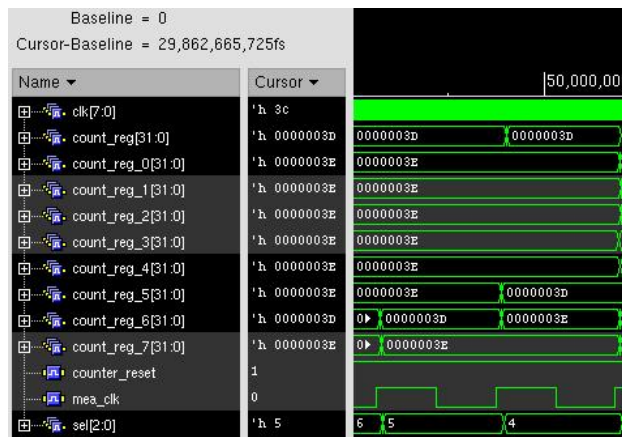 Baseline = 0
Cursor-Baseline = 29,862,665,725fs
Name Cursor 50,000,00
clk[7:0] 'h 3c
count_reg[31:0] 'h 0000003D 0000003D 0000003D
count_reg_0[31:0] 'h 0000003E 0000003E
count_reg_1[31:0] 'h 0000003E 0000003E
count_reg_2[31:0] 'h 0000003E 0000003E
count_reg_3[31:0] 'h 0000003E 0000003E
count_reg_4[31:0] 'h 0000003E 0000003E
count_reg_5[31:0] 'h 0000003E 0000003E 0000003D
count_reg_6[31:0] 'h 0000003D 0 0000003D 0000003E
count_reg_7[31:0] 'h 0000003E 0 0000003E
counter_reset 1
mea_clk 0
sel[2:0] 'h 5 6 5 4